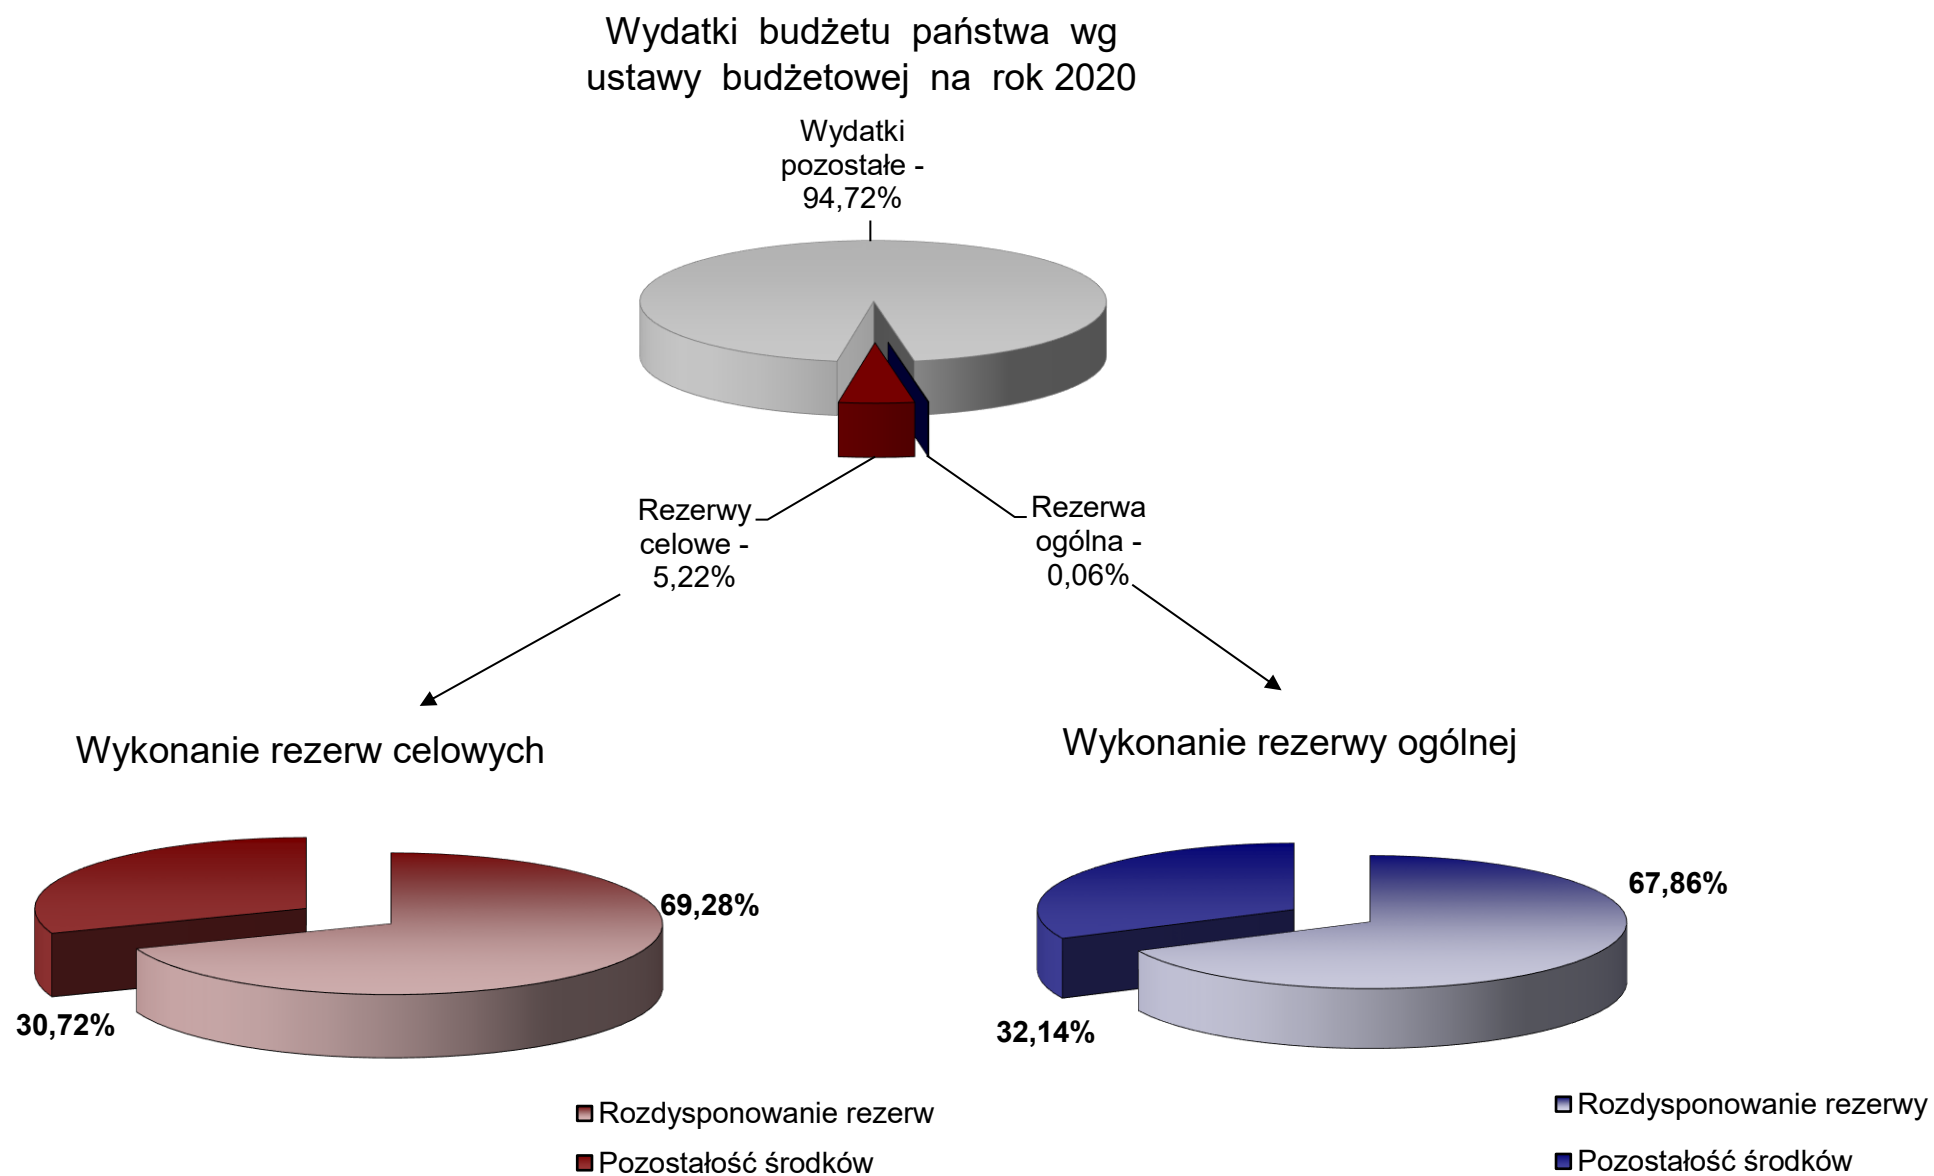 Wydatki budżetu państwa wg
ustawy budżetowej na rok 2020
Wydatki
pozostałe -
94,72%
Rezerwy
celowe -
5,22%
Rezerwa
ogólna -
0,06%
Wykonanie rezerw celowych
69,28%
30,72%
Rozdysponowanie rezerw
Pozostałość środków
Wykonanie rezerwy ogólnej
67,86%
32,14%
Rozdysponowanie rezerwy
Pozostałość środków